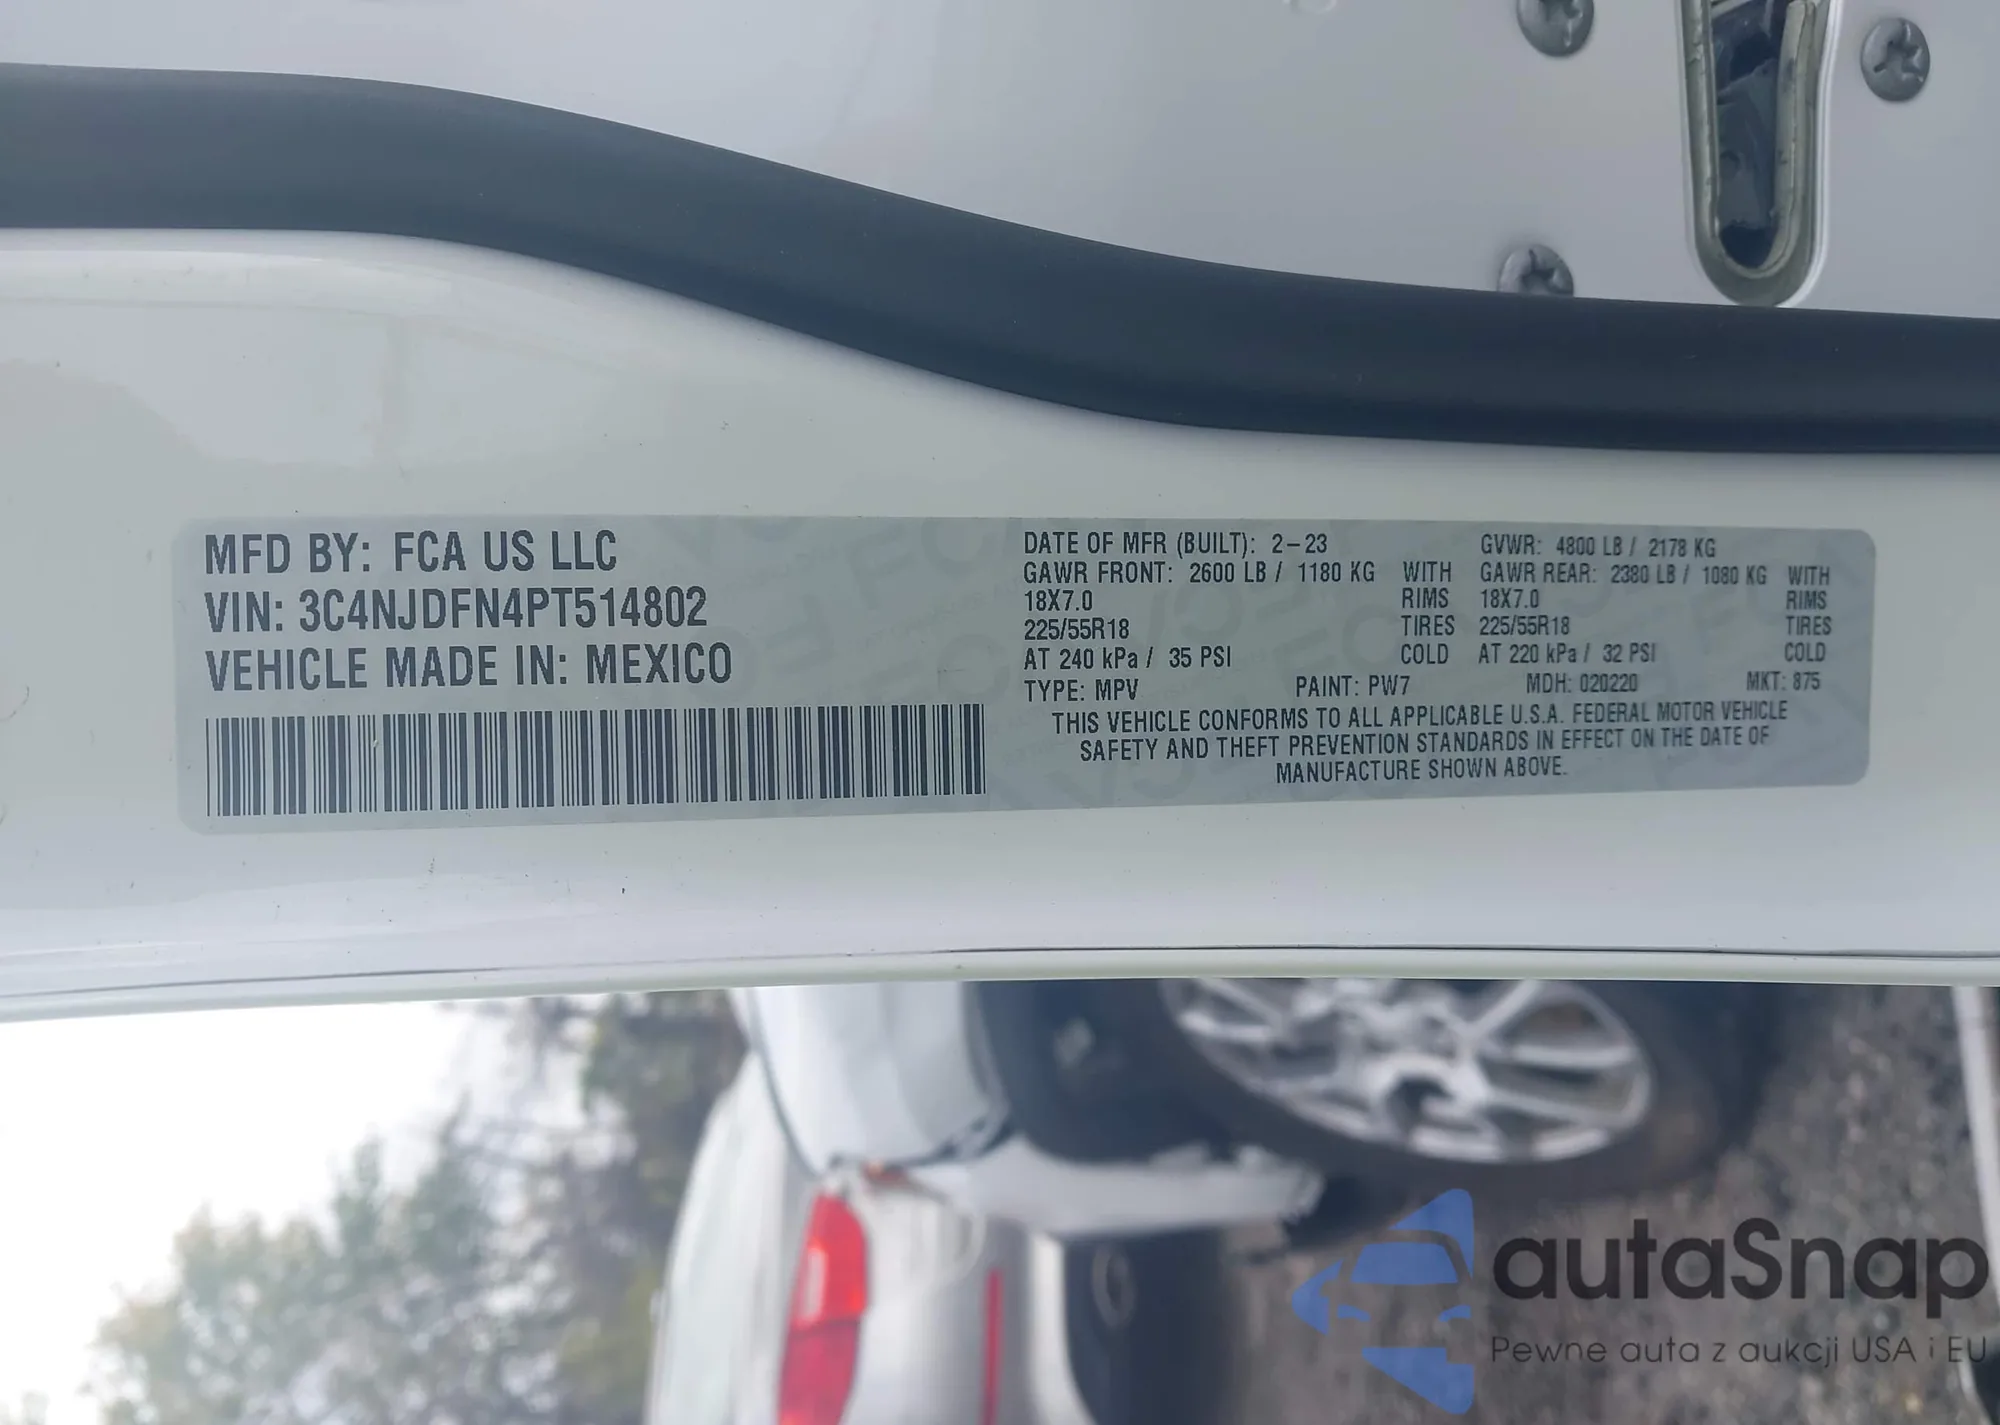 MFD BY: FCA US LLC
VIN: 3C4NJDFN4PT514802
VEHICLE MADE IN: MEXICO
DATE OF MFR (BUILT): 2-23 GVWR: 4800 LB / 2178 KG
GAWR FRONT: 2600 LB / 1180 KG WITH GAWR REAR: 2380 LB / 1080 KG WITH
18X7.0 RIMS 18X7.0 RIMS
225/55R18 TIRES 225/55R18 TIRES
AT 240 kPa / 35 PSI COLD AT 220 kPa / 32 PSI COLD
TYPE: MPV PAINT: PW7 MDH: 020220 MKT: 875
THIS VEHICLE CONFORMS TO ALL APPLICABLE U.S.A. FEDERAL MOTOR VEHICLE
SAFETY AND THEFT PREVENTION STANDARDS IN EFFECT ON THE DATE OF
MANUFACTURE SHOWN ABOVE.
autaSnap
Pewne auta z aukcji USA i EU